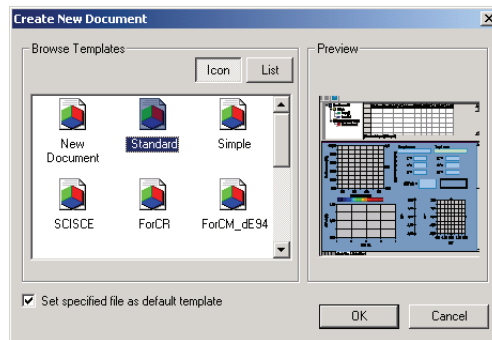 Create New Document
Browse Templates
Preview
Icon
List
New
Document
Standard
Simple
SCISCE
ForCR
ForCM_dE94
Set specified file as default template
OK
Cancel